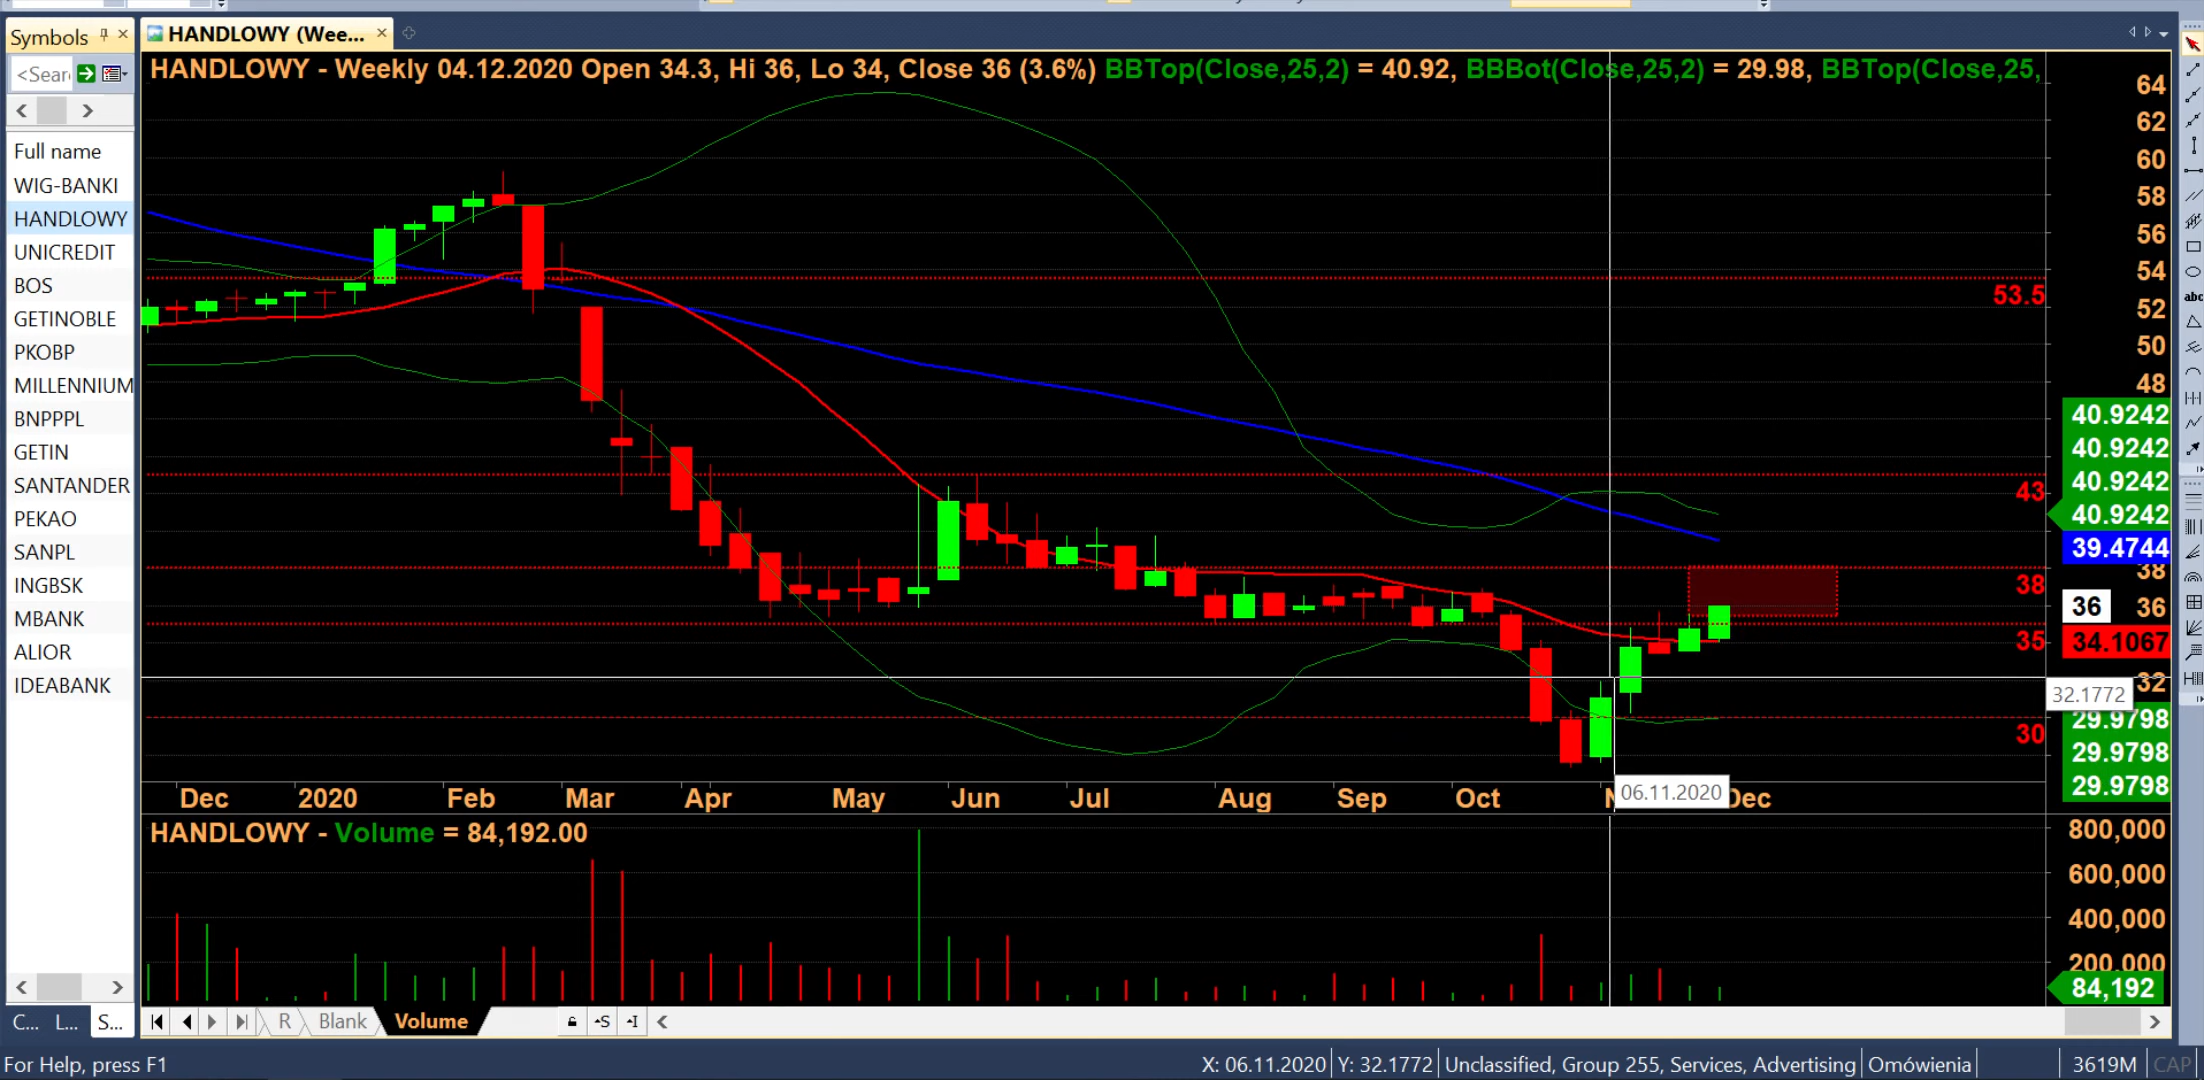 Symbols
HANDLOWY (Wee...
<Sear
HANDLOWY - Weekly 04.12.2020 Open 34.3, Hi 36, Lo 34, Close 36 (3.6%) BBTop(Close,25,2) = 40.92, BBBot(Close,25,2) = 29.98, BBTop(Close,25,
Full name
WIG-BANKI
HANDLOWY
UNICREDIT
BOS
GETINOBLE
PKOBP
MILLENNIUM
BNPPPL
GETIN
SANTANDER
PEKAO
SANPL
INGBSK
MBANK
ALIOR
IDEABANK
64
62
60
58
56
54
53.5
52
50
48
40.9242
40.9242
40.9242
43
40.9242
39.4744
38
38
36
36
35
34.1067
32
32.1772
29.9798
30
29.9798
29.9798
Dec
2020
Feb
Mar
Apr
May
Jun
Jul
Aug
Sep
Oct
06.11.2020
Dec
HANDLOWY - Volume = 84,192.00
800,000
600,000
400,000
200,000
84,192
C...
L...
S...
R
Blank
Volume
S
I
For Help, press F1
X: 06.11.2020
Y: 32.1772
Unclassified, Group 255, Services, Advertising
Omówienia
3619M
CAP
abc